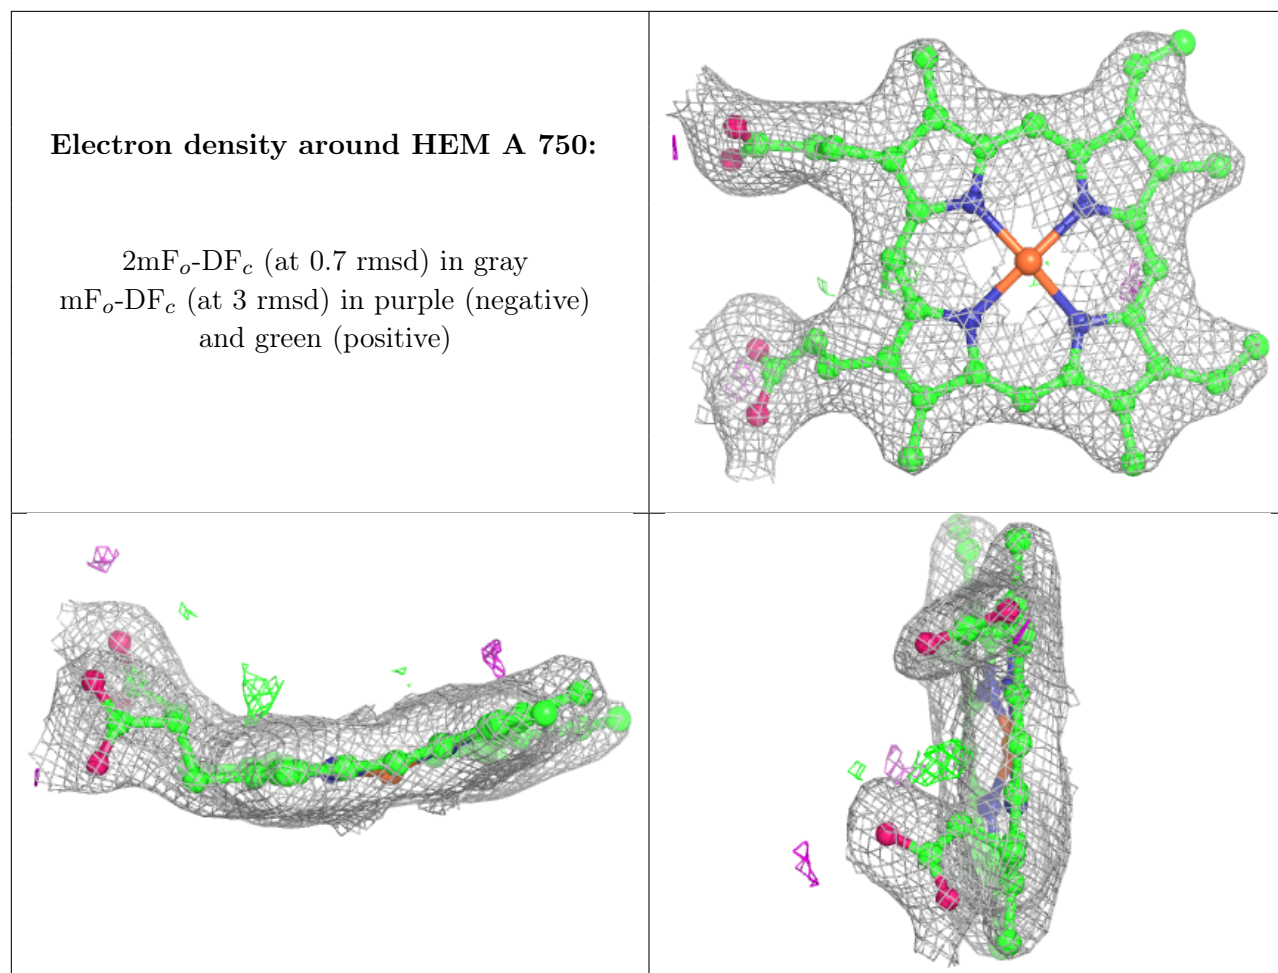 Electron density around HEM A 750:
2mFo-DFc (at 0.7 rmsd) in gray
mFo-DFc (at 3 rmsd) in purple (negative)
and green (positive)